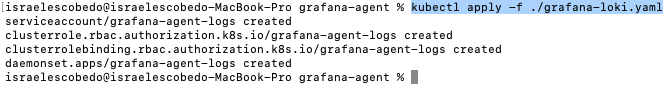 israelescobedo@israelescobedo-MacBook-Pro grafana-agent % kubectl apply -f ./grafana-loki.yaml
serviceaccount/grafana-agent-logs created
clusterrole.rbac.authorization.k8s.io/grafana-agent-logs created
clusterrolebinding.rbac.authorization.k8s.io/grafana-agent-logs created
daemonset.apps/grafana-agent-logs created
israelescobedo@israelescobedo-MacBook-Pro grafana-agent %